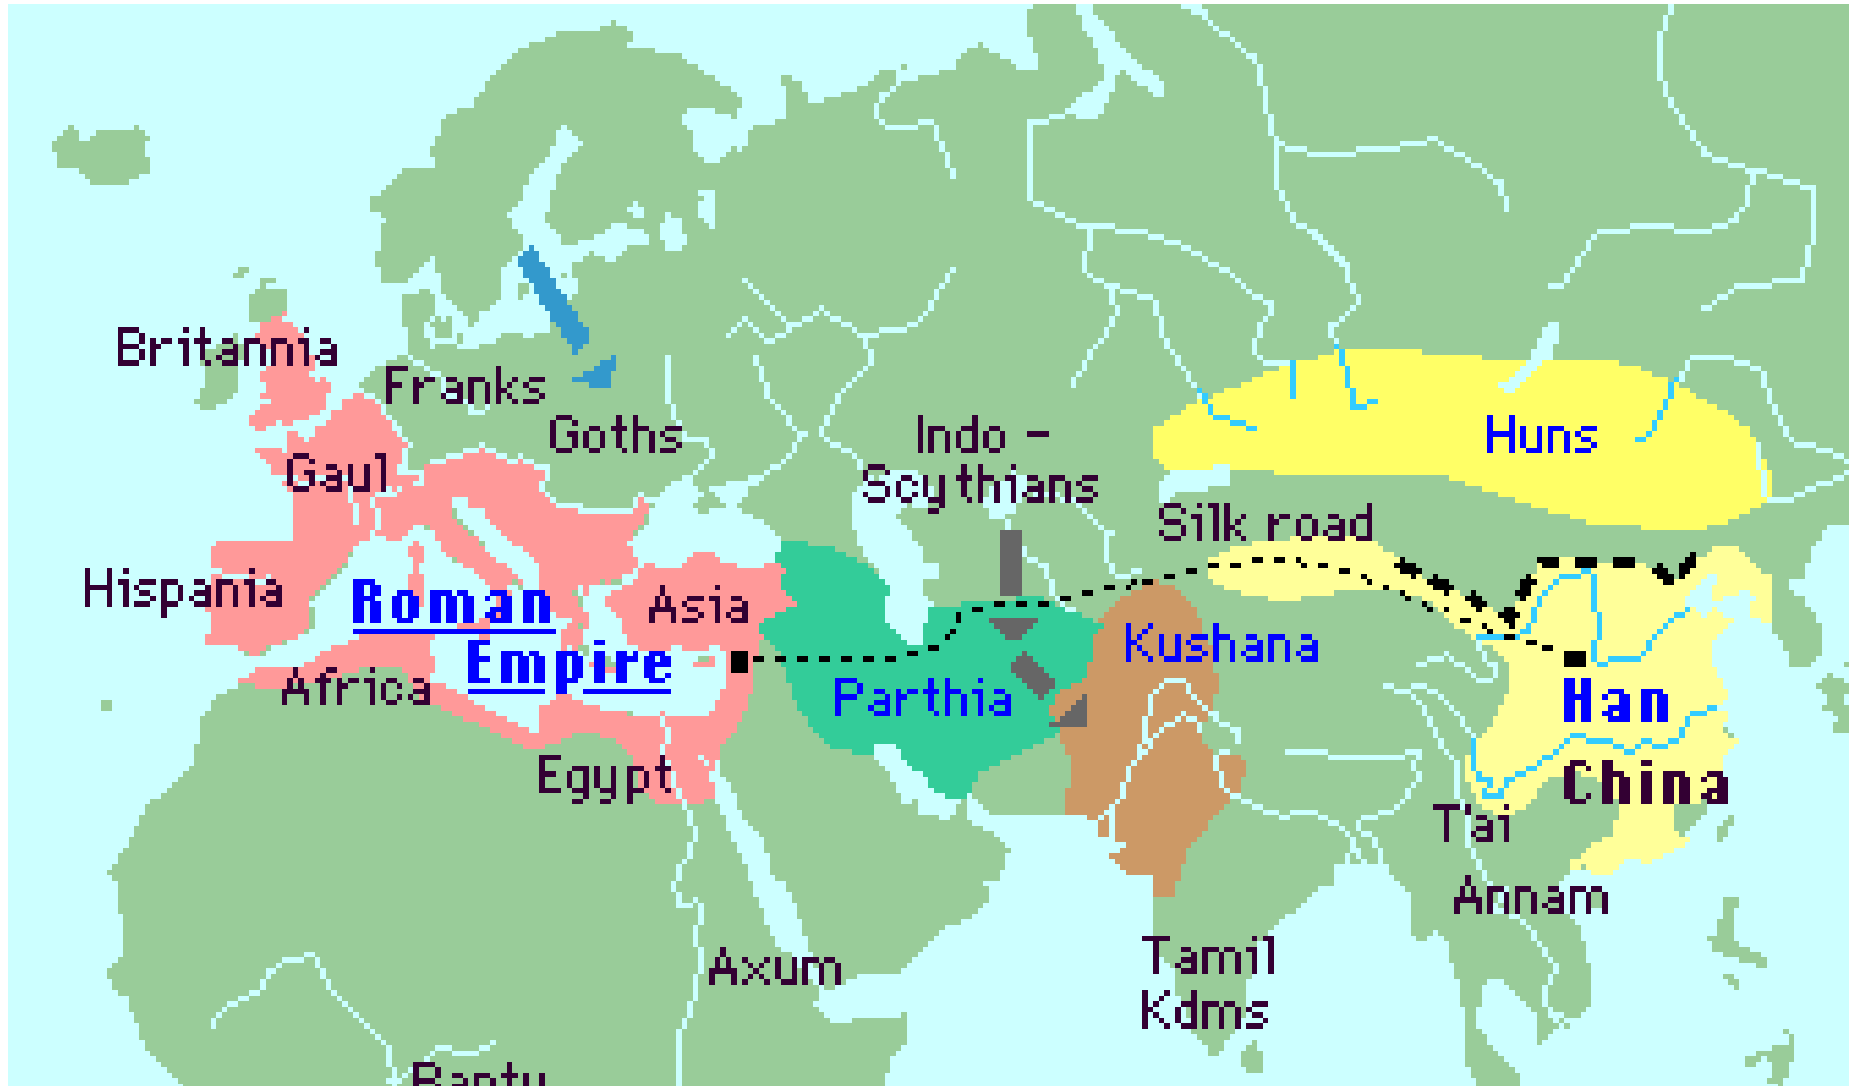 Britannia
Franks
Goths
Indo -
Scythians
Huns
Gaul
Silk road
Hispania
Roman
Empire
Asia
Kushana
Africa
Parthia
Han
China
Egypt
T'ai
Annam
Axum
Tamil
Kdms
Bantu